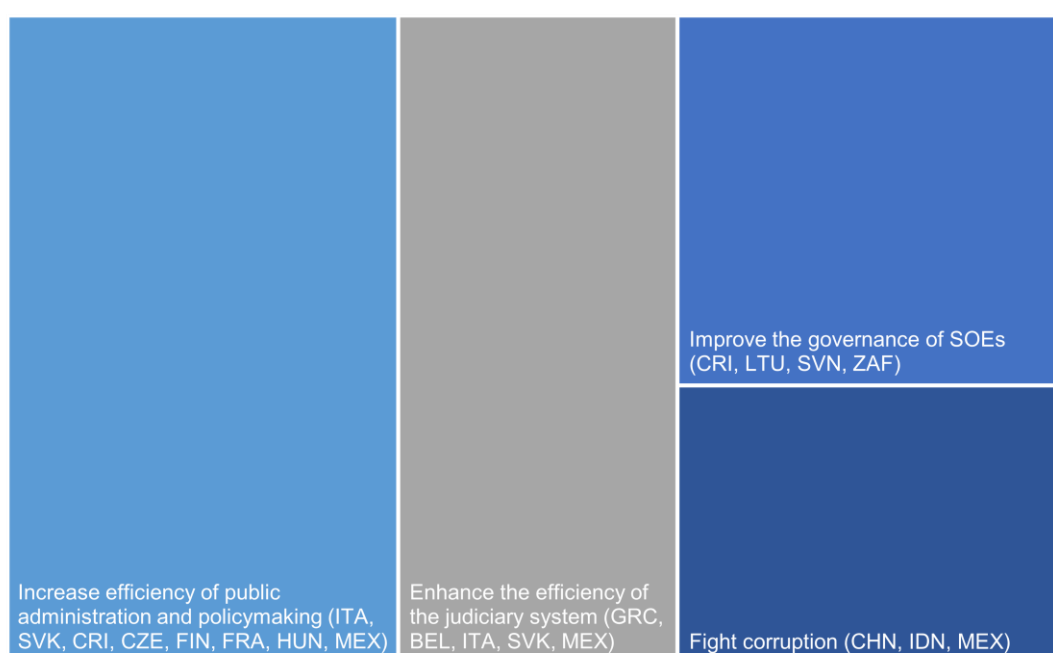 Increase efficiency of public
administration and policymaking (ITA,
SVK, CRI, CZE, FIN, FRA, HUN, MEX)
Enhance the efficiency of
the judiciary system (GRC,
BEL, ITA, SVK, MEX)
Improve the governance of SOEs
(CRI, LTU, SVN, ZAF)
Fight corruption (CHN, IDN, MEX)